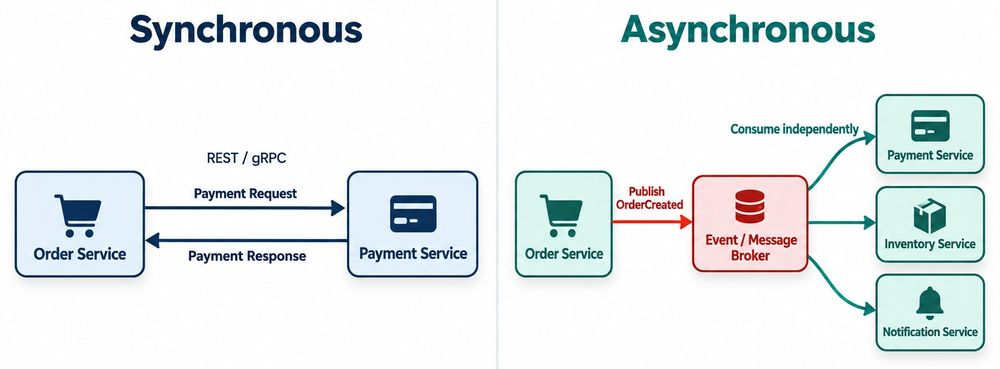 Synchronous
REST / gRPC
Payment Request
Order Service
Payment Response
Payment Service
Asynchronous
Consume independently
Payment Service
Publish
OrderCreated
Order Service
Event / Message
Broker
Inventory Service
Notification Service